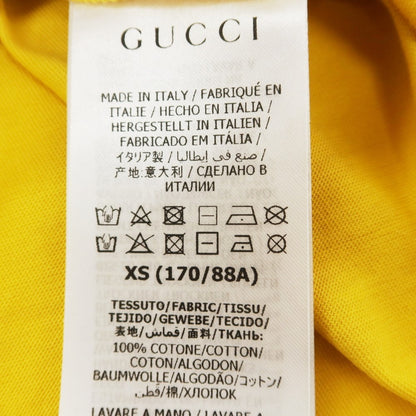 GUCCI
MADE IN ITALY / FABRIQUÉ EN
ITALIE / HECHO EN ITALIA /
HERGESTELLT IN ITALIEN /
FABRICADO EM ITÁLIA /
イタリア製 / صنع في إيطاليا /
产地:意大利 / СДЕЛАНО В
ИТАЛИИ
XS (170/88A)
TESSUTO/FABRIC/TISSU/
TEJIDO/GEWEBE/TECIDO/
表地/قماش/面料/ТКАНЬ:
100% COTONE/COTTON/
COTON/ALGODON/
BAUMWOLLE/ALGODÃO/コットン/
قطن/棉/ХЛОПОК
LAVARE A MANO / LAVARE A